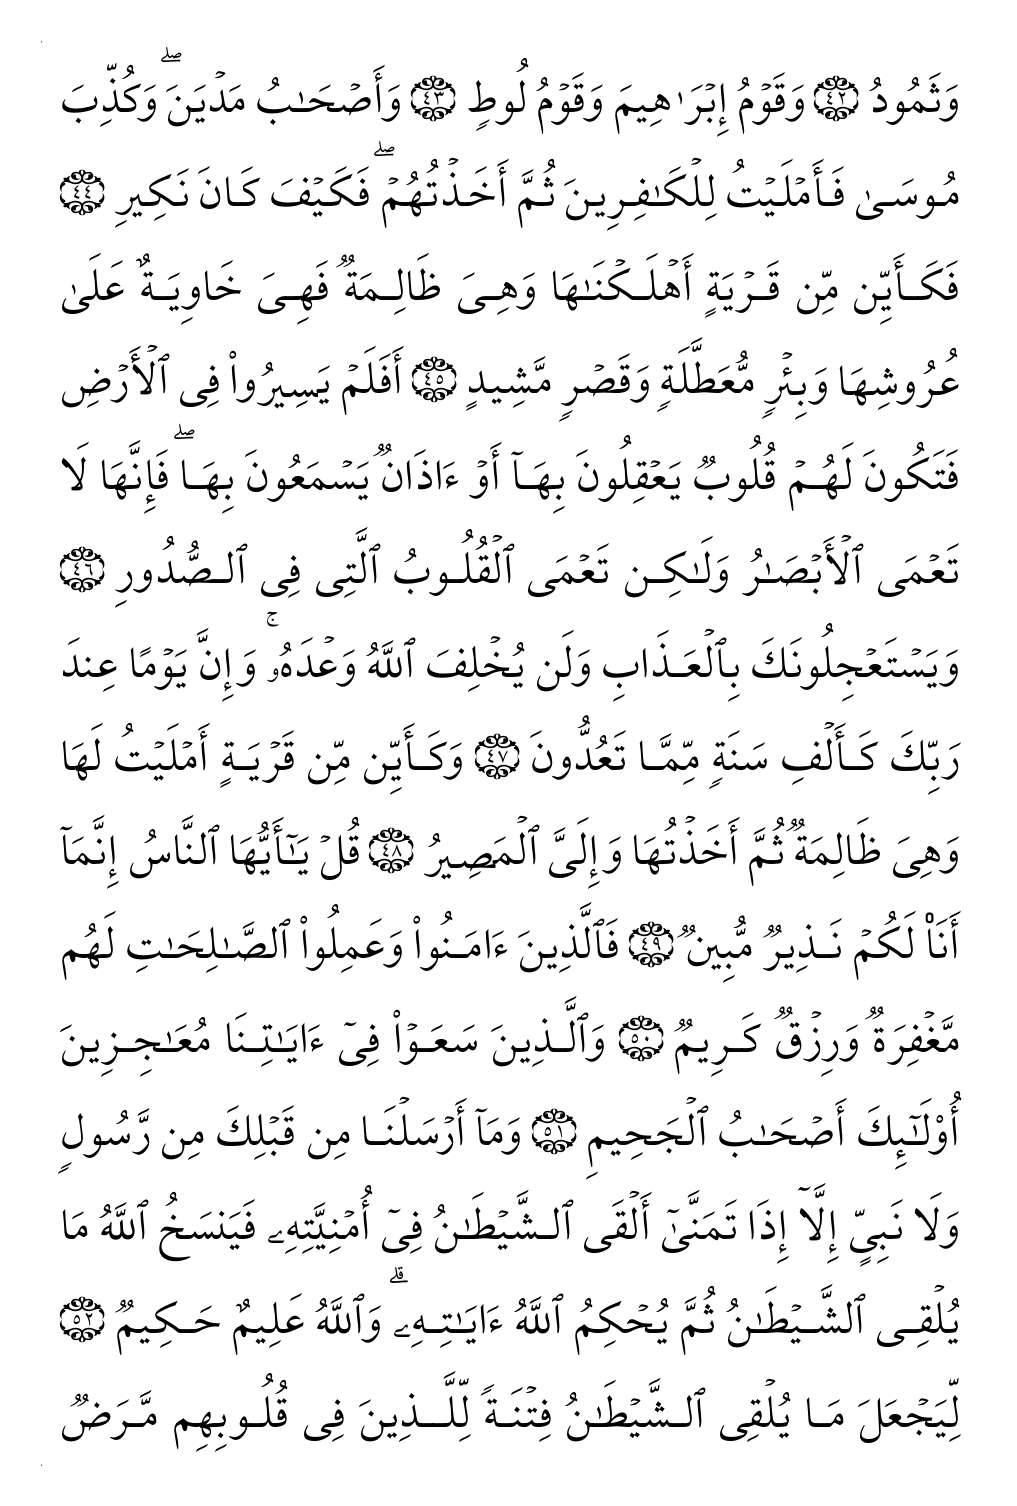 وَثَمُودُ ٤٢ وَقَوْمُ إِبْرَٰهِيمَ وَقَوْمُ لُوطٍ ٤٣ وَأَصْحَٰبُ مَدْيَنَ ۖ وَكُذِّبَ
مُوسَىٰ فَأَمْلَيْتُ لِلْكَٰفِرِينَ ثُمَّ أَخَذْتُهُمْ ۖ فَكَيْفَ كَانَ نَكِيرِ ٤٤
فَكَأَيِّن مِّن قَرْيَةٍ أَهْلَكْنَٰهَا وَهِىَ ظَالِمَةٌ فَهِىَ خَاوِيَةٌ عَلَىٰ
عُرُوشِهَا وَبِئْرٍ مُّعَطَّلَةٍ وَقَصْرٍ مَّشِيدٍ ٤٥ أَفَلَمْ يَسِيرُوا۟ فِى ٱلْأَرْضِ
فَتَكُونَ لَهُمْ قُلُوبٌ يَعْقِلُونَ بِهَآ أَوْ ءَاذَانٌ يَسْمَعُونَ بِهَا ۖ فَإِنَّهَا لَا
تَعْمَى ٱلْأَبْصَٰرُ وَلَٰكِن تَعْمَى ٱلْقُلُوبُ ٱلَّتِى فِى ٱلصُّدُورِ ٤٦
وَيَسْتَعْجِلُونَكَ بِٱلْعَذَابِ وَلَن يُخْلِفَ ٱللَّهُ وَعْدَهُۥ ۚ وَإِنَّ يَوْمًا عِندَ
رَبِّكَ كَأَلْفِ سَنَةٍ مِّمَّا تَعُدُّونَ ٤٧ وَكَأَيِّن مِّن قَرْيَةٍ أَمْلَيْتُ لَهَا
وَهِىَ ظَالِمَةٌ ثُمَّ أَخَذْتُهَا وَإِلَىَّ ٱلْمَصِيرُ ٤٨ قُلْ يَٰٓأَيُّهَا ٱلنَّاسُ إِنَّمَآ
أَنَا۠ لَكُمْ نَذِيرٌ مُّبِينٌ ٤٩ فَٱلَّذِينَ ءَامَنُوا۟ وَعَمِلُوا۟ ٱلصَّٰلِحَٰتِ لَهُم
مَّغْفِرَةٌ وَرِزْقٌ كَرِيمٌ ٥٠ وَٱلَّذِينَ سَعَوْا۟ فِىٓ ءَايَٰتِنَا مُعَٰجِزِينَ
أُو۟لَٰٓئِكَ أَصْحَٰبُ ٱلْجَحِيمِ ٥١ وَمَآ أَرْسَلْنَا مِن قَبْلِكَ مِن رَّسُولٍ
وَلَا نَبِىٍّ إِلَّآ إِذَا تَمَنَّىٰٓ أَلْقَى ٱلشَّيْطَٰنُ فِىٓ أُمْنِيَّتِهِۦ فَيَنسَخُ ٱللَّهُ مَا
يُلْقِى ٱلشَّيْطَٰنُ ثُمَّ يُحْكِمُ ٱللَّهُ ءَايَٰتِهِۦ ۗ وَٱللَّهُ عَلِيمٌ حَكِيمٌ ٥٢
لِّيَجْعَلَ مَا يُلْقِى ٱلشَّيْطَٰنُ فِتْنَةً لِّلَّذِينَ فِى قُلُوبِهِم مَّرَضٌ